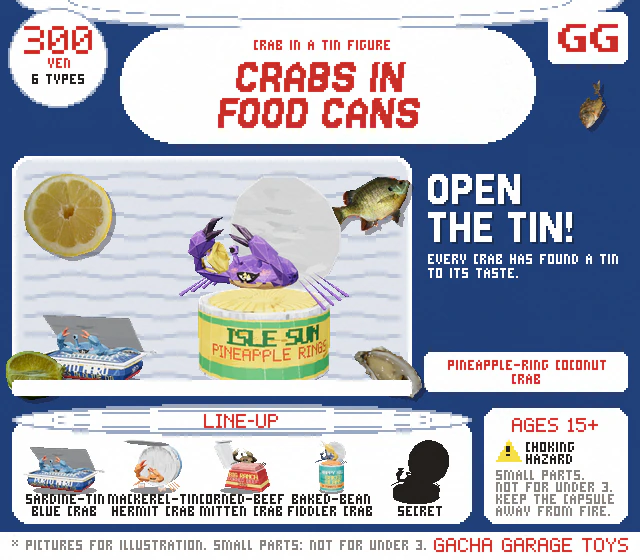 300
YEN
6 TYPES
CRAB IN A TIN FIGURE
CRABS IN
FOOD CANS
GG
OPEN
THE TIN!
EVERY CRAB HAS FOUND A TIN
TO ITS TASTE.
ISLE SUN
PINEAPPLE RINGS
PINEAPPLE-RING COCONUT
CRAB
LINE-UP
SARDINE-TIN
BLUE CRAB
MACKEREL-TIN
HERMIT CRAB
CORNED-BEEF
MITTEN CRAB
BAKED-BEAN
FIDDLER CRAB
SECRET
AGES 15+
CHOKING
HAZARD
SMALL PARTS.
NOT FOR UNDER 3.
KEEP THE CAPSULE
AWAY FROM FIRE.
* PICTURES FOR ILLUSTRATION. SMALL PARTS: NOT FOR UNDER 3.
GACHA GARAGE TOYS